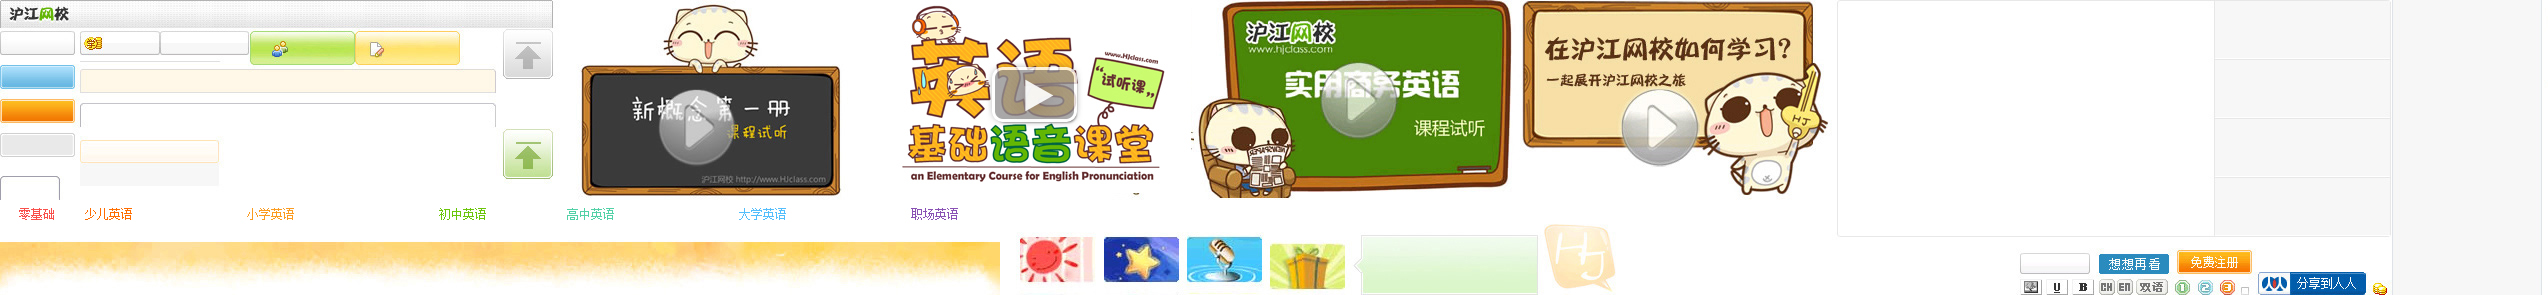 沪江网校
学
新概念第一册
课程试听
沪江网校 http://www.HJclass.com
英语
www.Hjclass.com
“试听课”
基础语音课堂
an Elementary Course for English Pronunciation
沪江网校
www.hjclass.com
实用商务英语
课程试听
在沪江网校如何学习?
一起展开沪江网校之旅
HJ
零基础
少儿英语
小学英语
初中英语
高中英语
大学英语
职场英语
HJ
想想再看
免费注册
U
B
CH
EN
双语
1
2
3
分享到人人